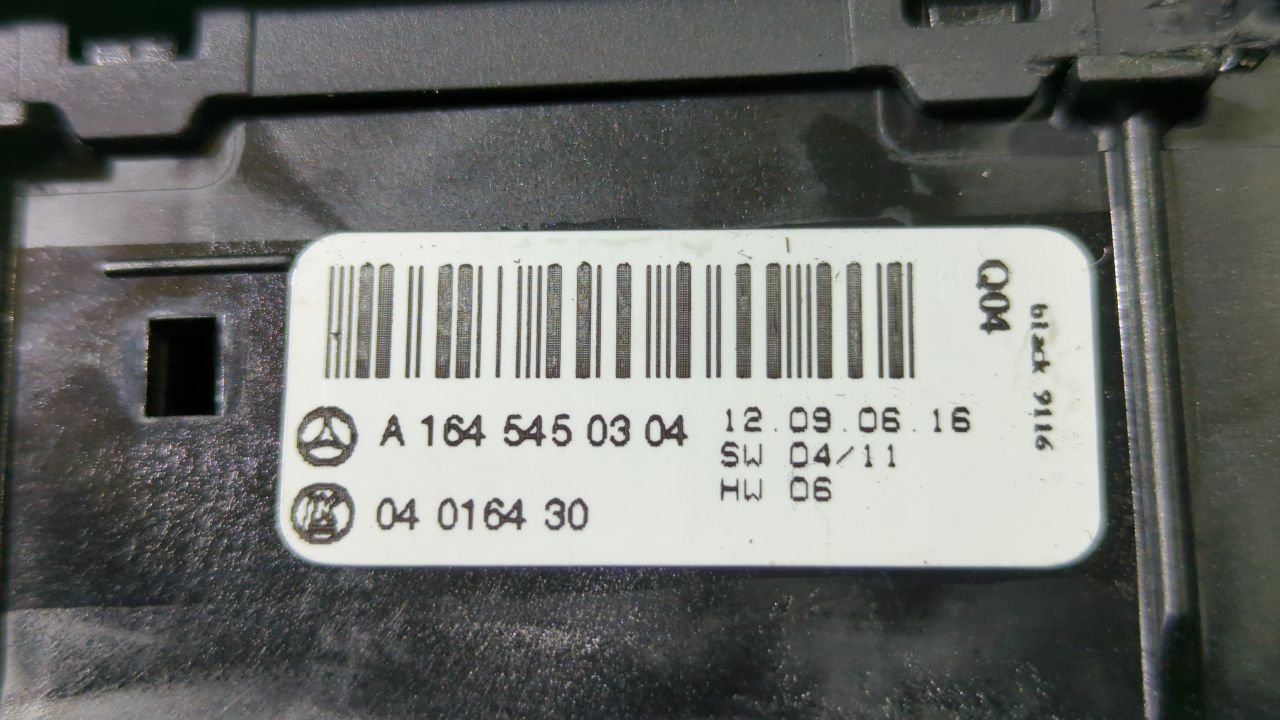 A 164 545 03 04
04 0164 30
12.09.06.16
SW 04/11
HW 06
Q04
black 9116